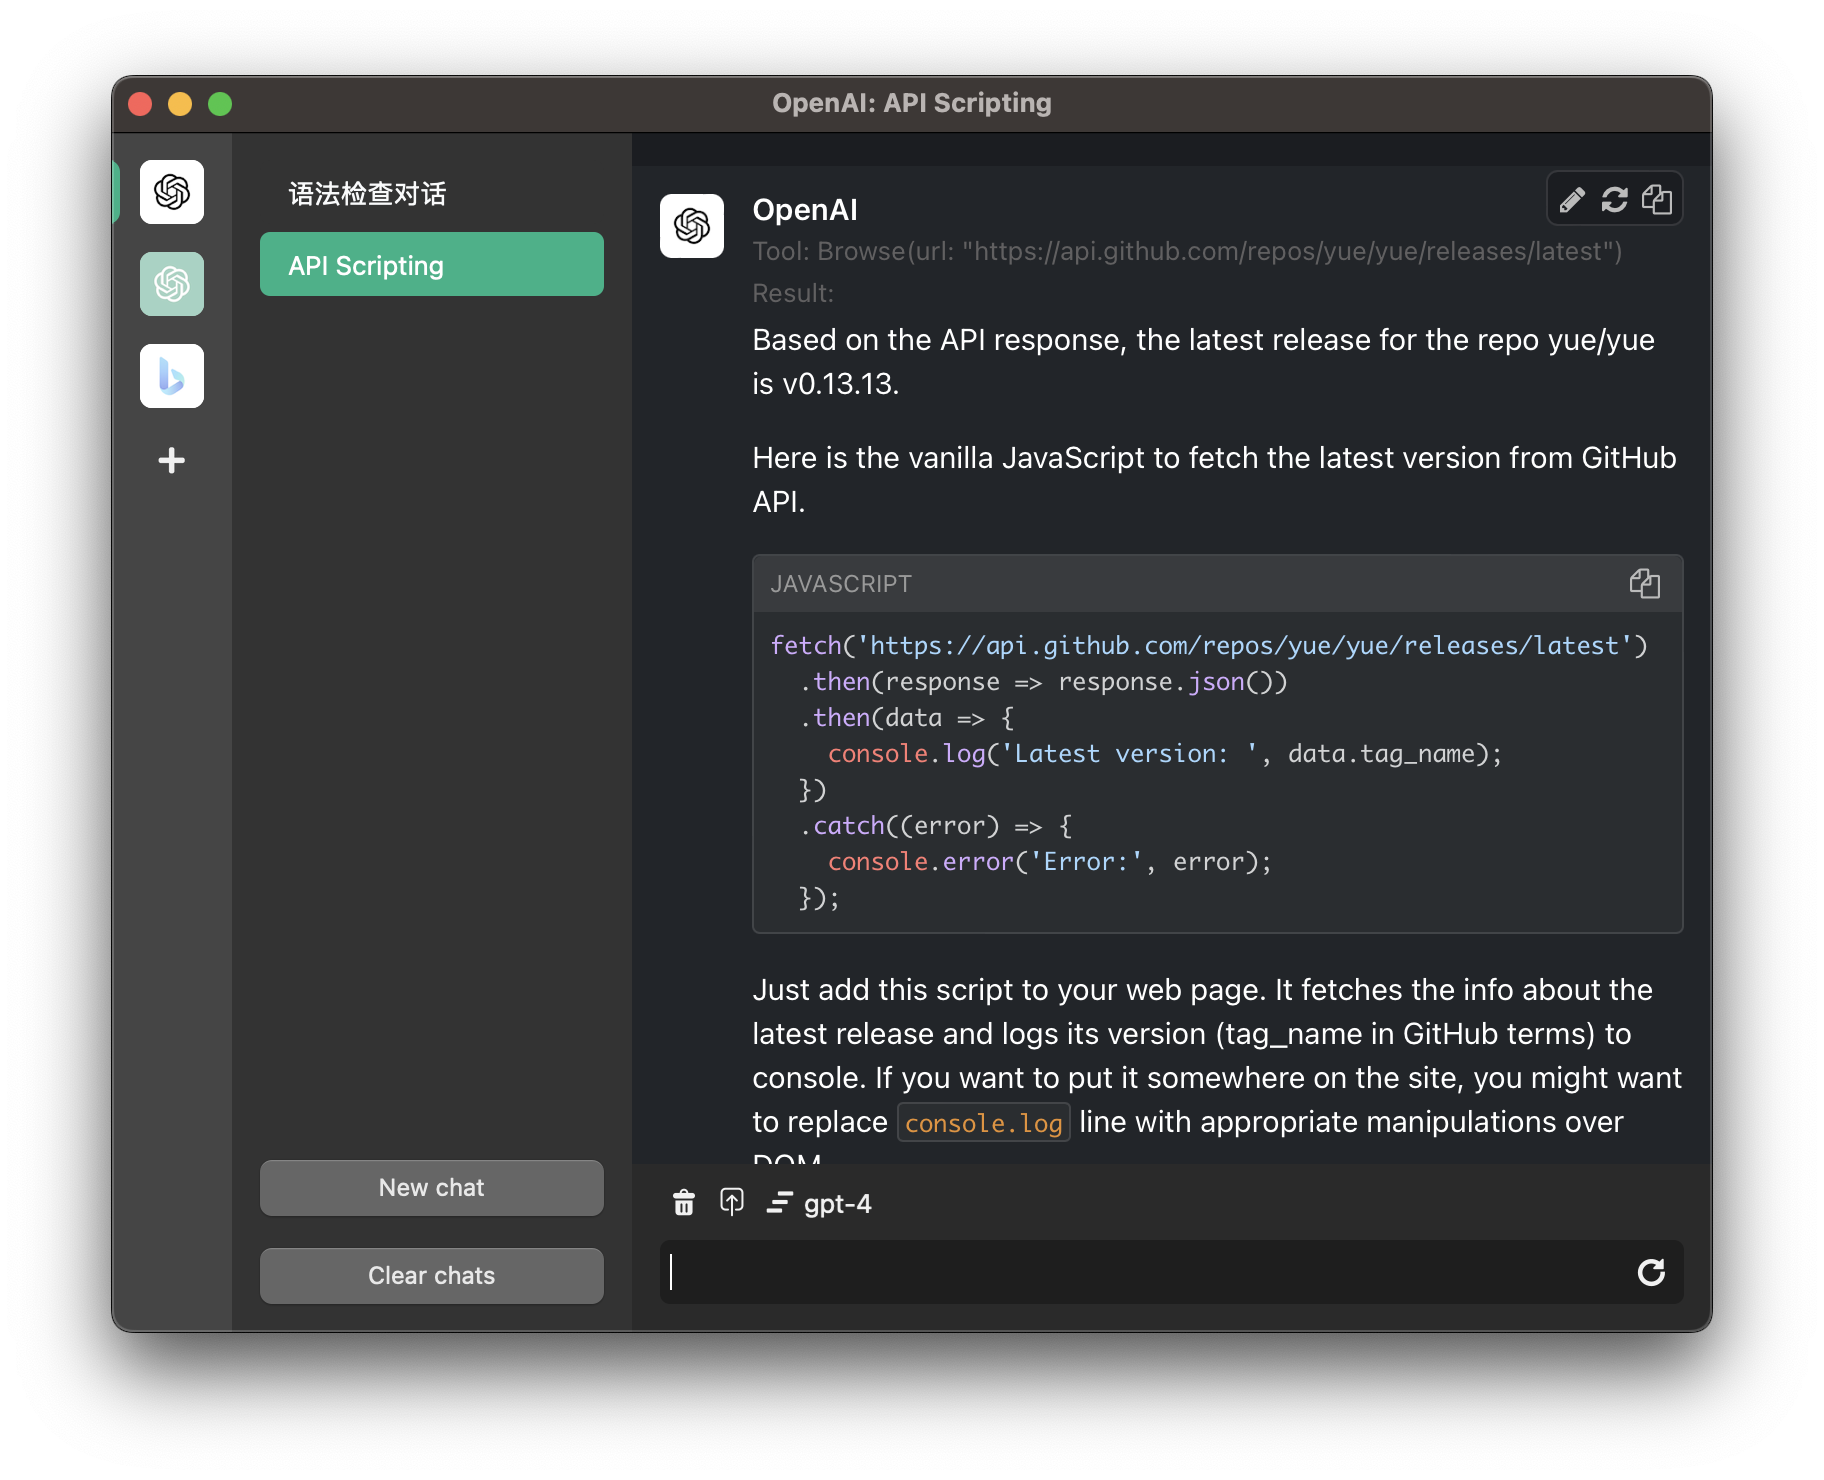 OpenAI: API Scripting
语法检查对话
API Scripting
New chat
Clear chats
OpenAI
Tool: Browse(url: "https://api.github.com/repos/yue/yue/releases/latest")
Result:
Based on the API response, the latest release for the repo yue/yue
is v0.13.13.
Here is the vanilla JavaScript to fetch the latest version from GitHub
API.
JAVASCRIPT
fetch('https://api.github.com/repos/yue/yue/releases/latest')
  .then(response => response.json())
  .then(data => {
    console.log('Latest version: ', data.tag_name);
  })
  .catch((error) => {
    console.error('Error:', error);
  });
Just add this script to your web page. It fetches the info about the
latest release and logs its version (tag_name in GitHub terms) to
console. If you want to put it somewhere on the site, you might want
to replace console.log line with appropriate manipulations over
DOM
gpt-4